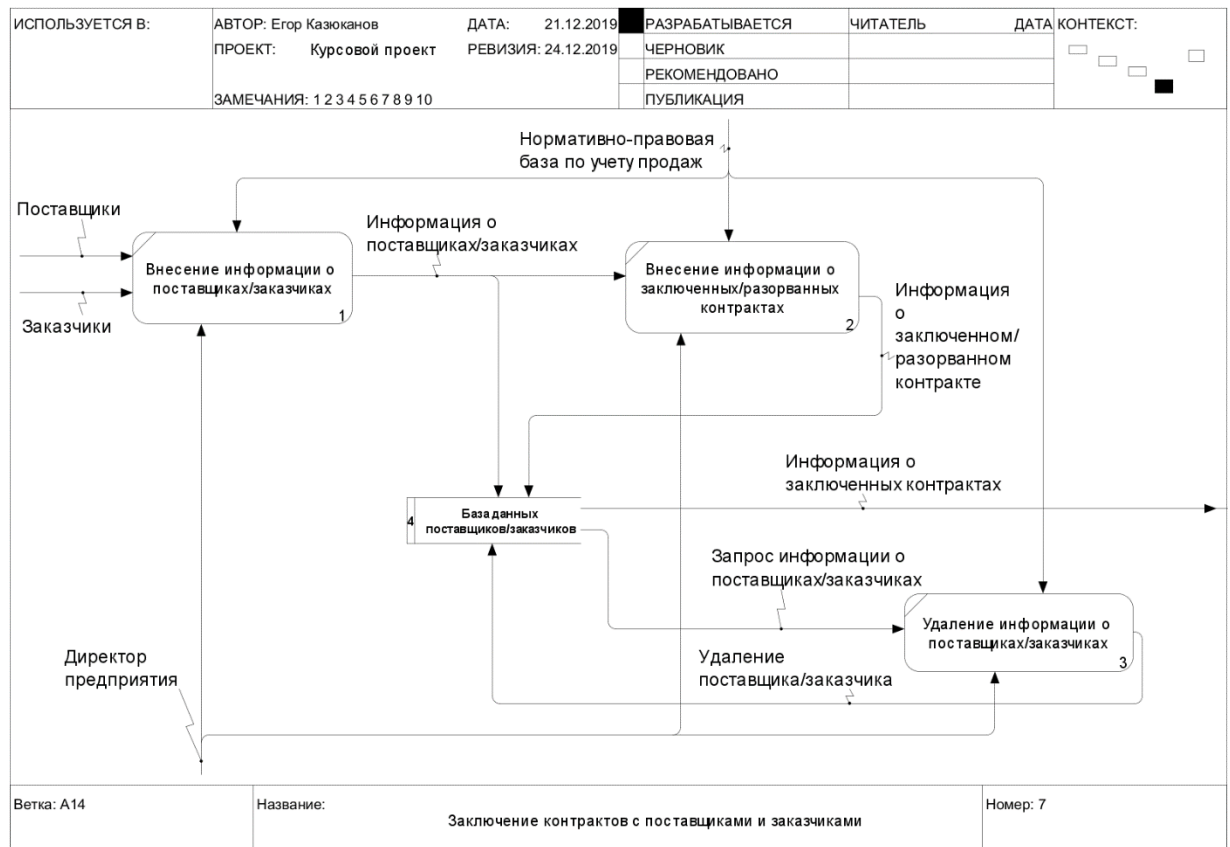 ИСПОЛЬЗУЕТСЯ В:
АВТОР: Егор Казюканов
ДАТА: 21.12.2019
ПРОЕКТ: Курсовой проект
РЕВИЗИЯ: 24.12.2019
ЗАМЕЧАНИЯ: 1 2 3 4 5 6 7 8 9 10
РАЗРАБАТЫВАЕТСЯ
ЧЕРНОВИК
РЕКОМЕНДОВАНО
ПУБЛИКАЦИЯ
ЧИТАТЕЛЬ
ДАТА
КОНТЕКСТ:
Нормативно-правовая
база по учету продаж
Поставщики
Заказчики
Внесение информации о
поставщиках/заказчиках
1
Информация о
поставщиках/заказчиках
Внесение информации о
заключенных/разорванных
контрактах
2
Информация
о
заключенном/
разорванном
контракте
Информация о
заключенных контрактах
4
База данных
поставщиков/заказчиков
Запрос информации о
поставщиках/заказчиках
Удаление информации о
поставщиках/заказчиках
3
Удаление
поставщика/заказчика
Директор
предприятия
Ветка: A14
Название:
Заключение контрактов с поставщиками и заказчиками
Номер: 7